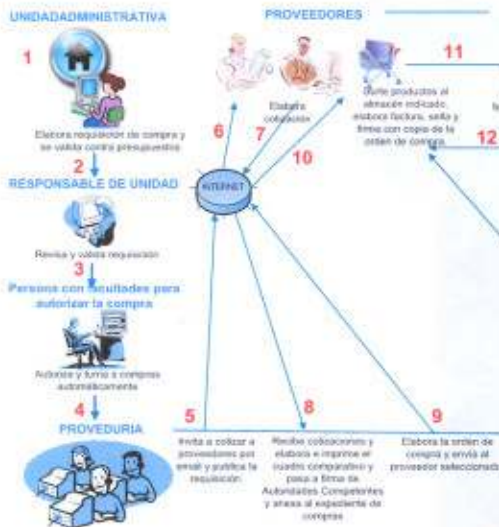 UNIDADADMINISTRATIVA
1
Elabora requisición de compra y
se valida contra presupuestos
2
RESPONSABLE DE UNIDAD
Revisa y valida requisición
3
Persona con facultades para
autorizar la compra
Autoriza y turna a compras
automáticamente
4
PROVEDURIA
PROVEEDORES
Elabora
cotización
6
7
10
INTERNET
11
Surte productos al
almacén indicado,
elabora factura, sella y
firma con copia de la
orden de compra
12
5
Invita a cotizar a
proveedores por
email y publica la
requisición
8
Recibe cotizaciones y
elabora e imprime el
cuadro comparativo y
pasa a firma de
Autoridades Competentes
y anexa al expediente de
compras
9
Elabora la orden de
compra y envía al
proveedor seleccionado